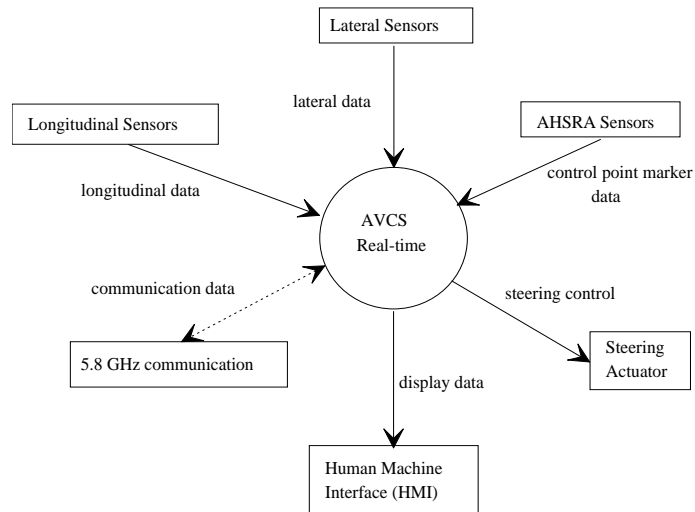 Lateral Sensors
lateral data
Longitudinal Sensors
AHSRA Sensors
longitudinal data
control point marker
data
AVCS
Real-time
communication data
steering control
5.8 GHz communication
Steering
Actuator
display data
Human Machine
Interface (HMI)